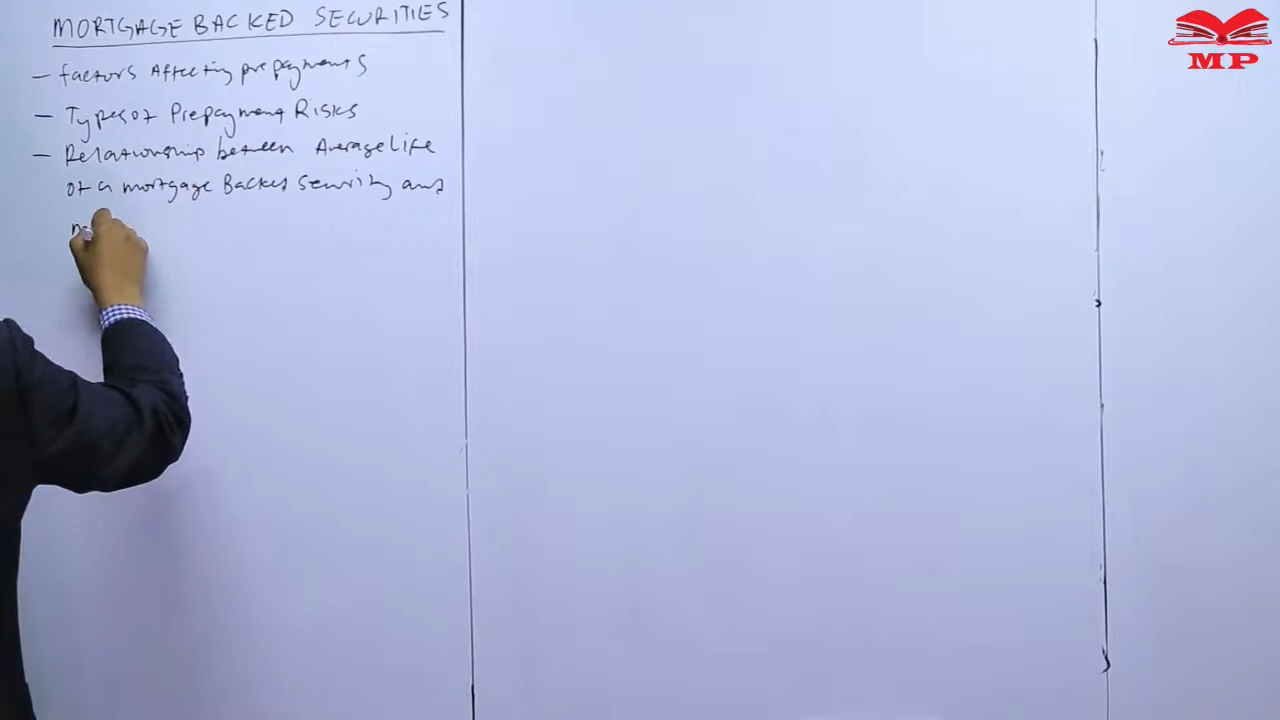 MORTGAGE BACKED SECURITIES
- factors Affecting prepayments
- Types of Prepayment Risks
- Relationship between Average Life
of a mortgage Backed Security and
MP